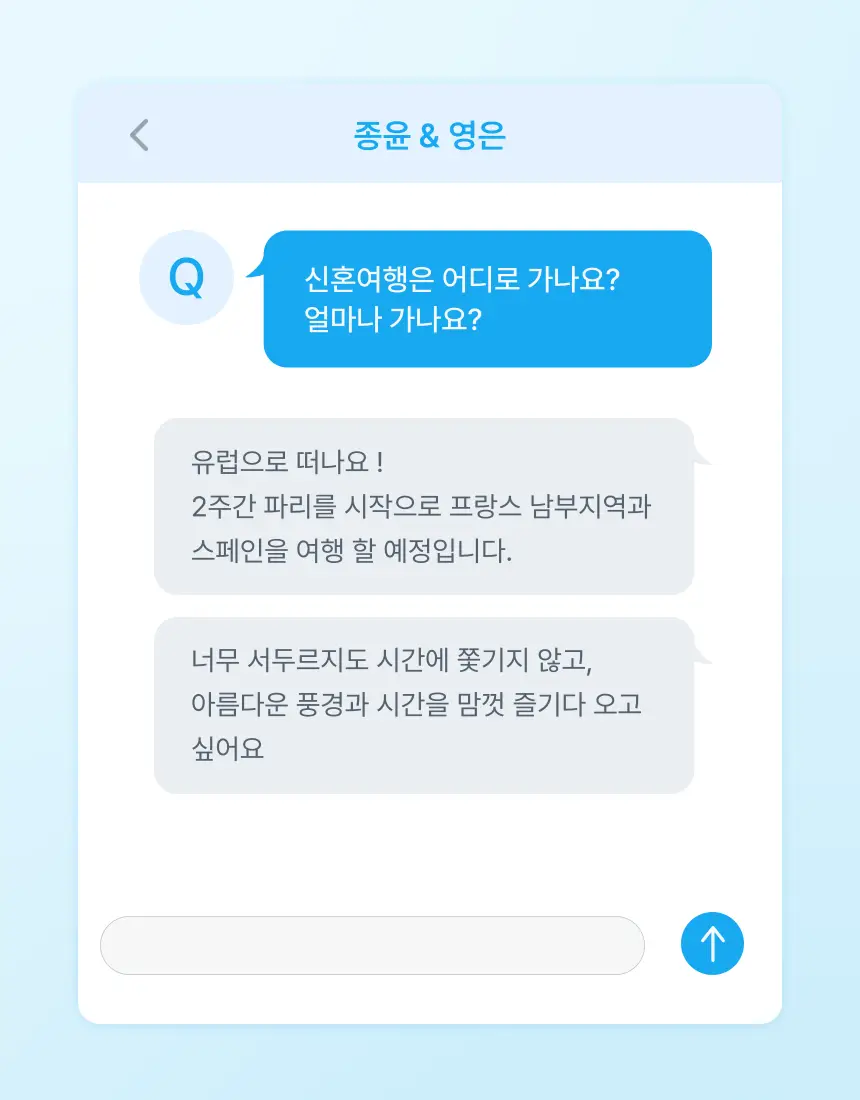 종윤 & 영은
Q
신혼여행은 어디로 가나요?
얼마나 가나요?
유럽으로 떠나요 !
2주간 파리를 시작으로 프랑스 남부지역과
스페인을 여행 할 예정입니다.
너무 서두르지도 시간에 쫓기지 않고,
아름다운 풍경과 시간을 맘껏 즐기다 오고
싶어요